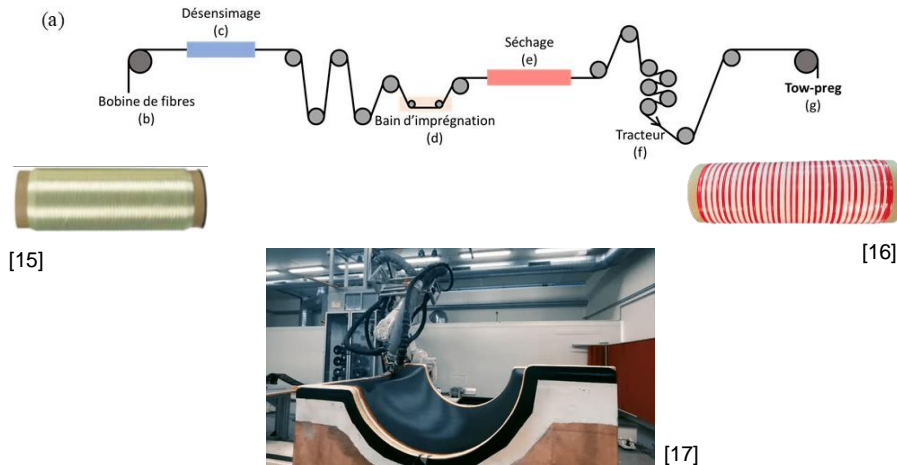 (a)
Désensimage
(c)
Séchage
(e)
Bobine de fibres
(b)
Bain d'imprégnation
(d)
Tracteur
(f)
Tow-preg
(g)
[15]
[16]
[17]